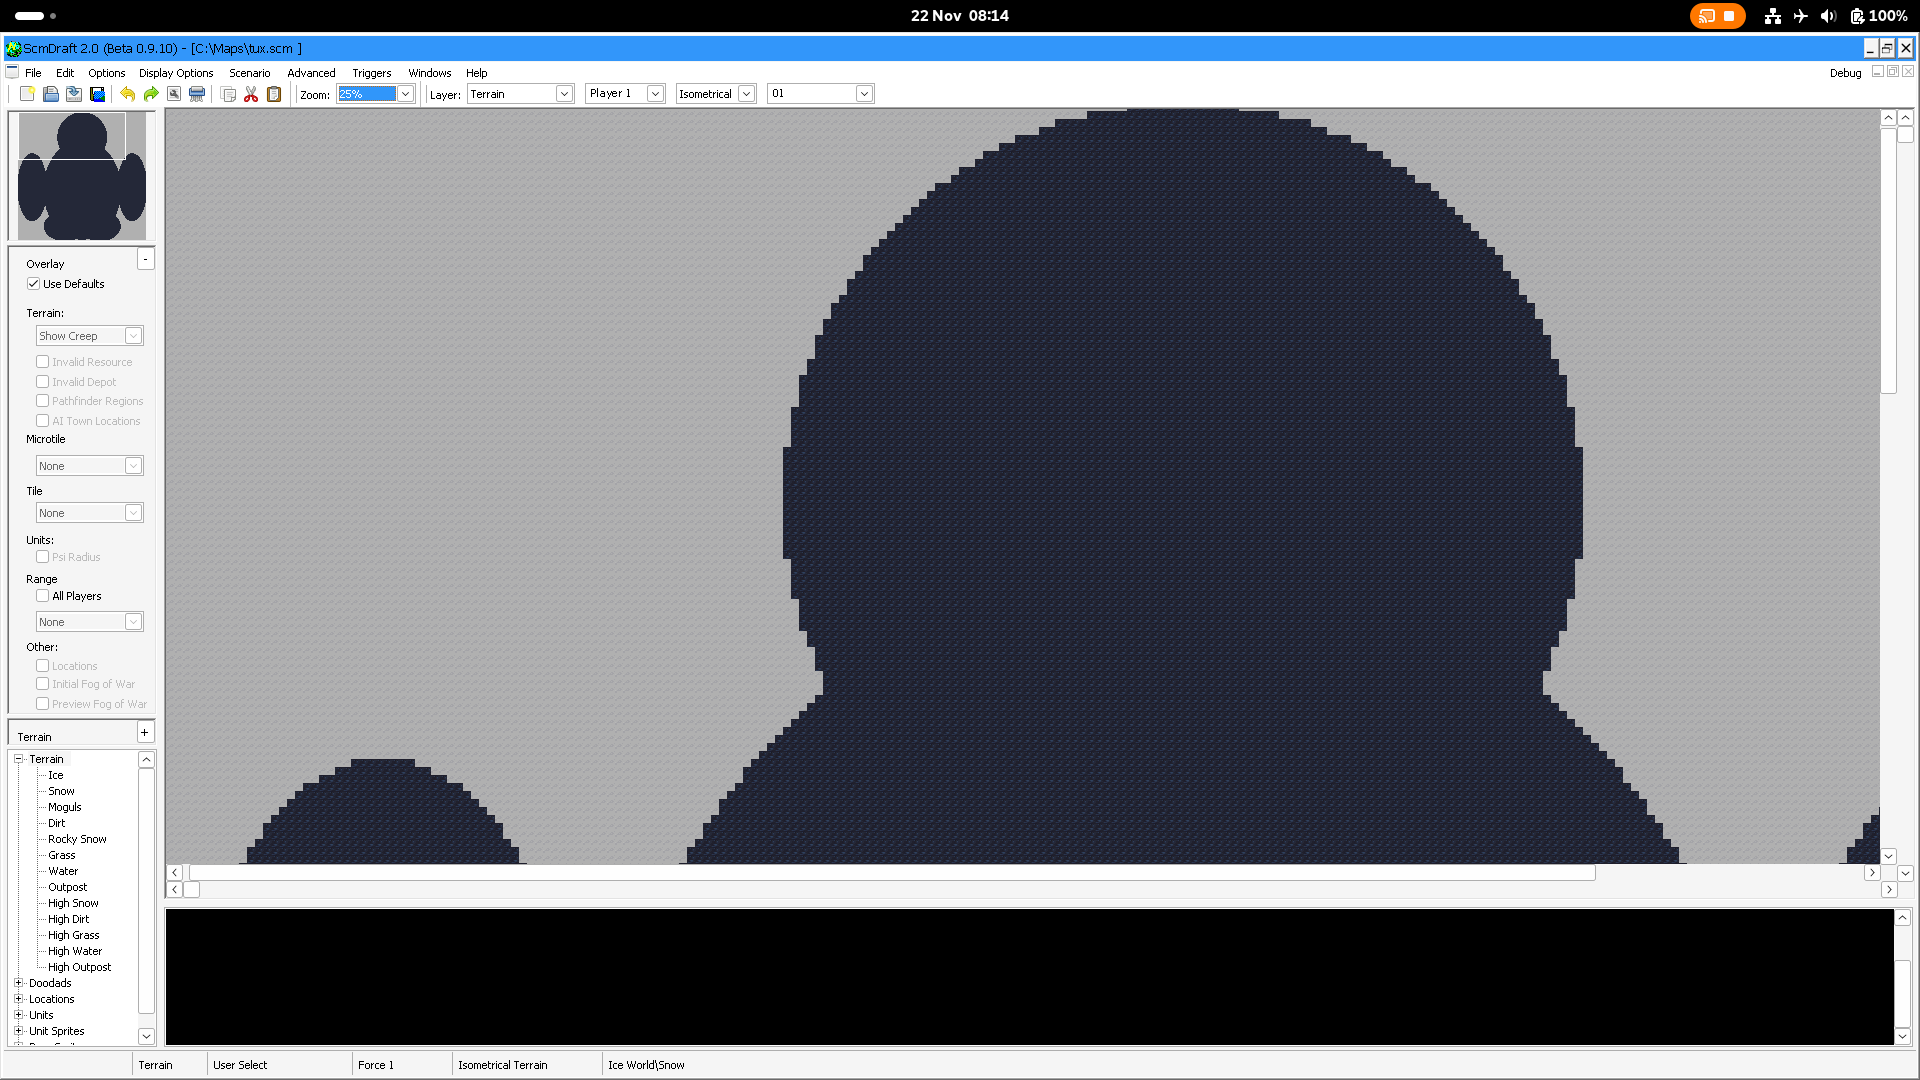 22 Nov 08:14
100%
ScmDraft 2.0 (Beta 0.9.10) - [C:\Maps\tux.scm ]
File Edit Options Display Options Scenario Advanced Triggers Windows Help Debug
Zoom: 25% Layer: Terrain Player 1 Isometrical 01
Overlay
-
Use Defaults
Terrain:
Show Creep
Invalid Resource
Invalid Depot
Pathfinder Regions
AI Town Locations
Microtile
None
Tile
None
Units:
Psi Radius
Range
All Players
None
Other:
Locations
Initial Fog of War
Preview Fog of War
Terrain +
Terrain
Ice
Snow
Moguls
Dirt
Rocky Snow
Grass
Water
Outpost
High Snow
High Dirt
High Grass
High Water
High Outpost
Doodads
Locations
Units
Unit Sprites
Terrain User Select Force 1 Isometrical Terrain Ice World\Snow